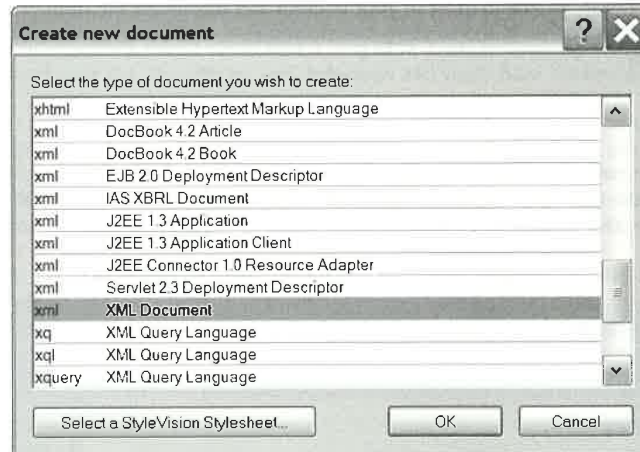 Create new document
?
X
Select the type of document you wish to create:
xhtml Extensible Hypertext Markup Language
xml DocBook 4.2 Article
xml DocBook 4.2 Book
xml EJB 2.0 Deployment Descriptor
xml IAS XBRL Document
xml J2EE 1.3 Application
xml J2EE 1.3 Application Client
xml J2EE Connector 1.0 Resource Adapter
xml Servlet 2.3 Deployment Descriptor
xml XML Document
xq XML Query Language
xql XML Query Language
xquery XML Query Language
Select a StyleVision Stylesheet... OK Cancel